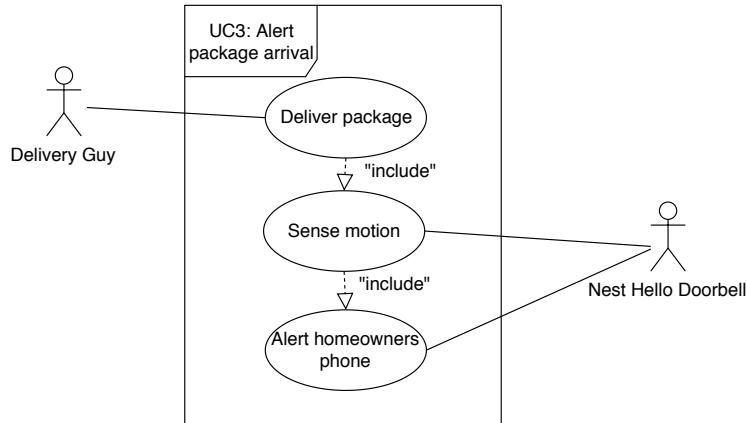 UC3: Alert
package arrival
Deliver package
Delivery Guy
"include"
Sense motion
Nest Hello Doorbell
"include"
Alert homeowners
phone